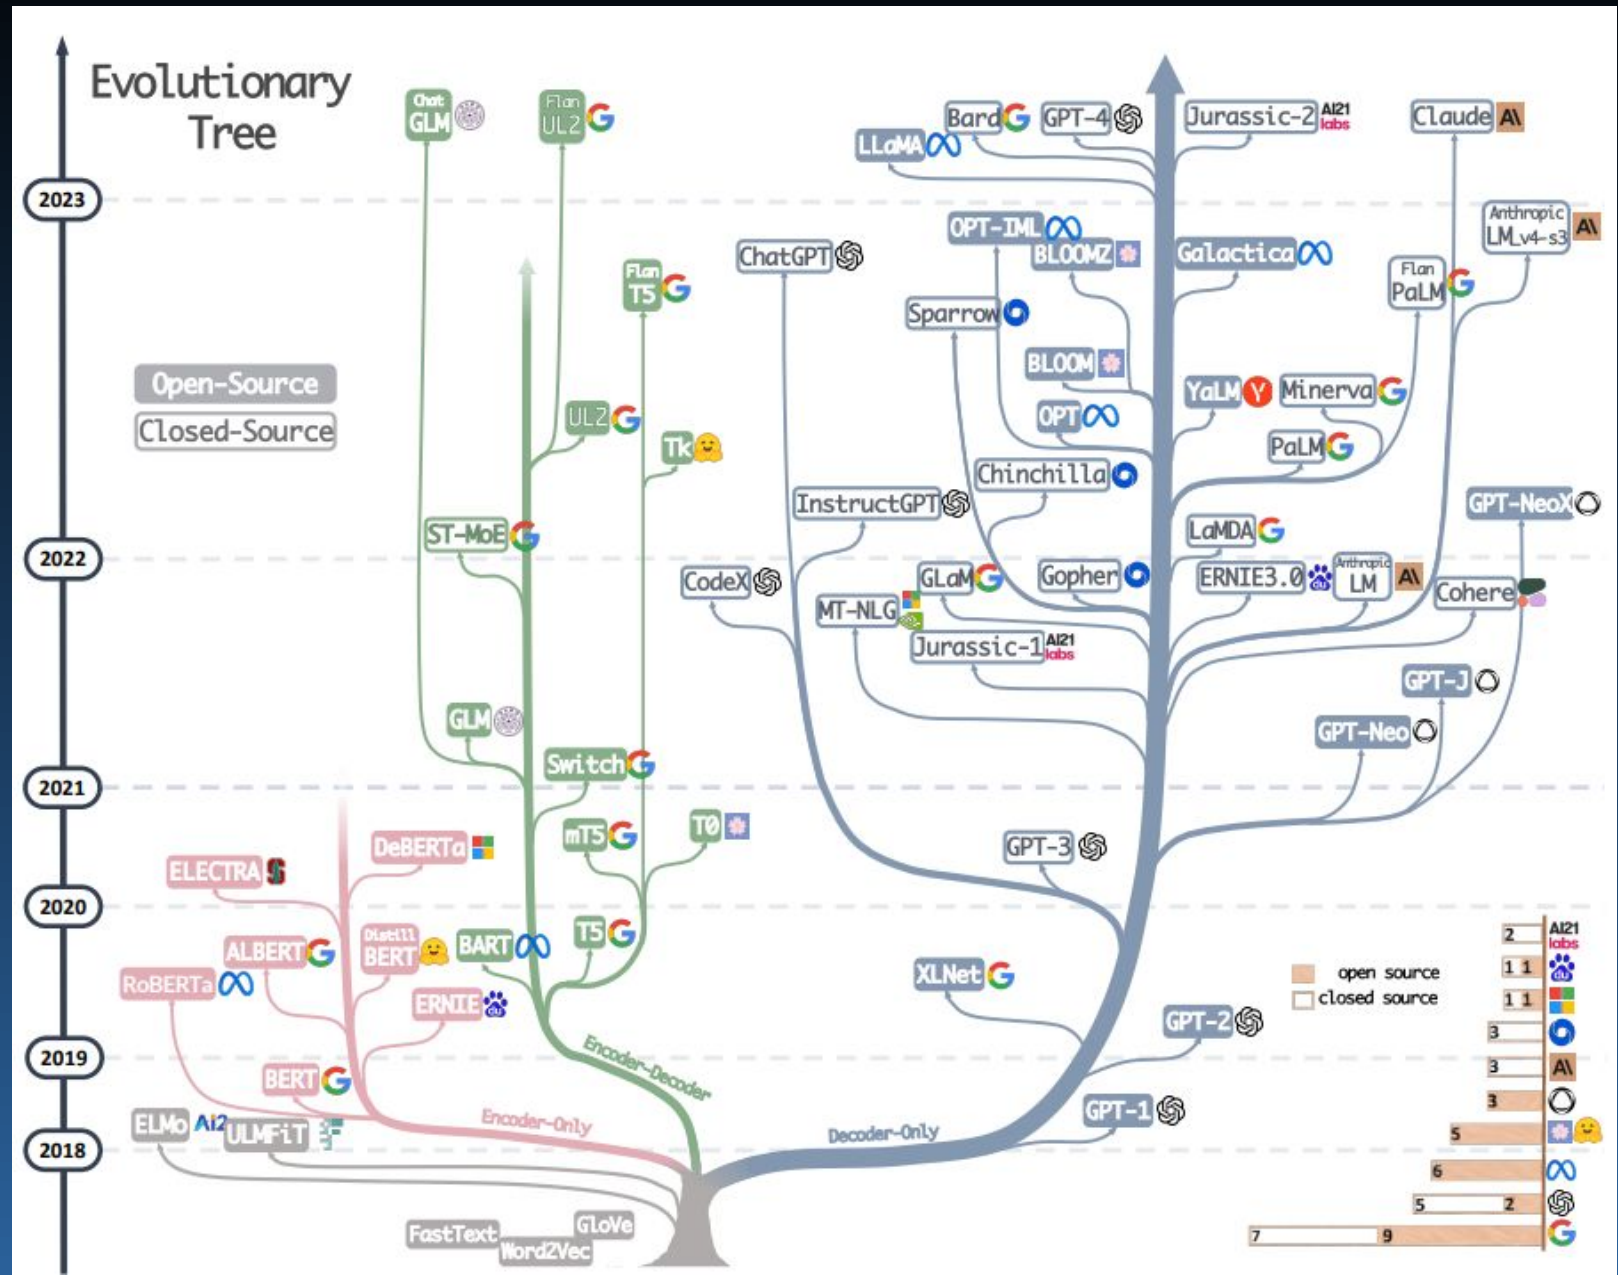 Evolutionary
Tree
Chat
GLM
Flan
UL2
Bard
GPT-4
Jurassic-2
AI21
labs
Claude
A\
LLaMA
2023
OPT-IML
Anthropic
LM_v4-s3
A\
ChatGPT
BLOOMZ
Galactica
Flan
T5
Flan
PaLM
Sparrow
Open-Source
Closed-Source
BLOOM
YaLM
Y
Minerva
UL2
OPT
Tk
PaLM
Chinchilla
InstructGPT
GPT-NeoX
ST-MoE
LaMDA
2022
CodeX
GLaM
Gopher
ERNIE3.0
du
Anthropic
LM
A\
Cohere
MT-NLG
Jurassic-1
AI21
labs
GPT-J
GLM
GPT-Neo
Switch
2021
mT5
T0
DeBERTa
GPT-3
ELECTRA
S
2020
T5
ALBERT
Distill
BERT
BART
2
AI21
labs
RoBERTa
XLNet
open source
1 1
du
ERNIE
du
closed source
1 1
GPT-2
3
2019
Encoder-Decoder
3
A\
BERT
3
ELMo
Ai2
ULMFiT
Encoder-Only
Decoder-Only
GPT-1
5
2018
6
FastText
Word2Vec
GloVe
5 2
7 9